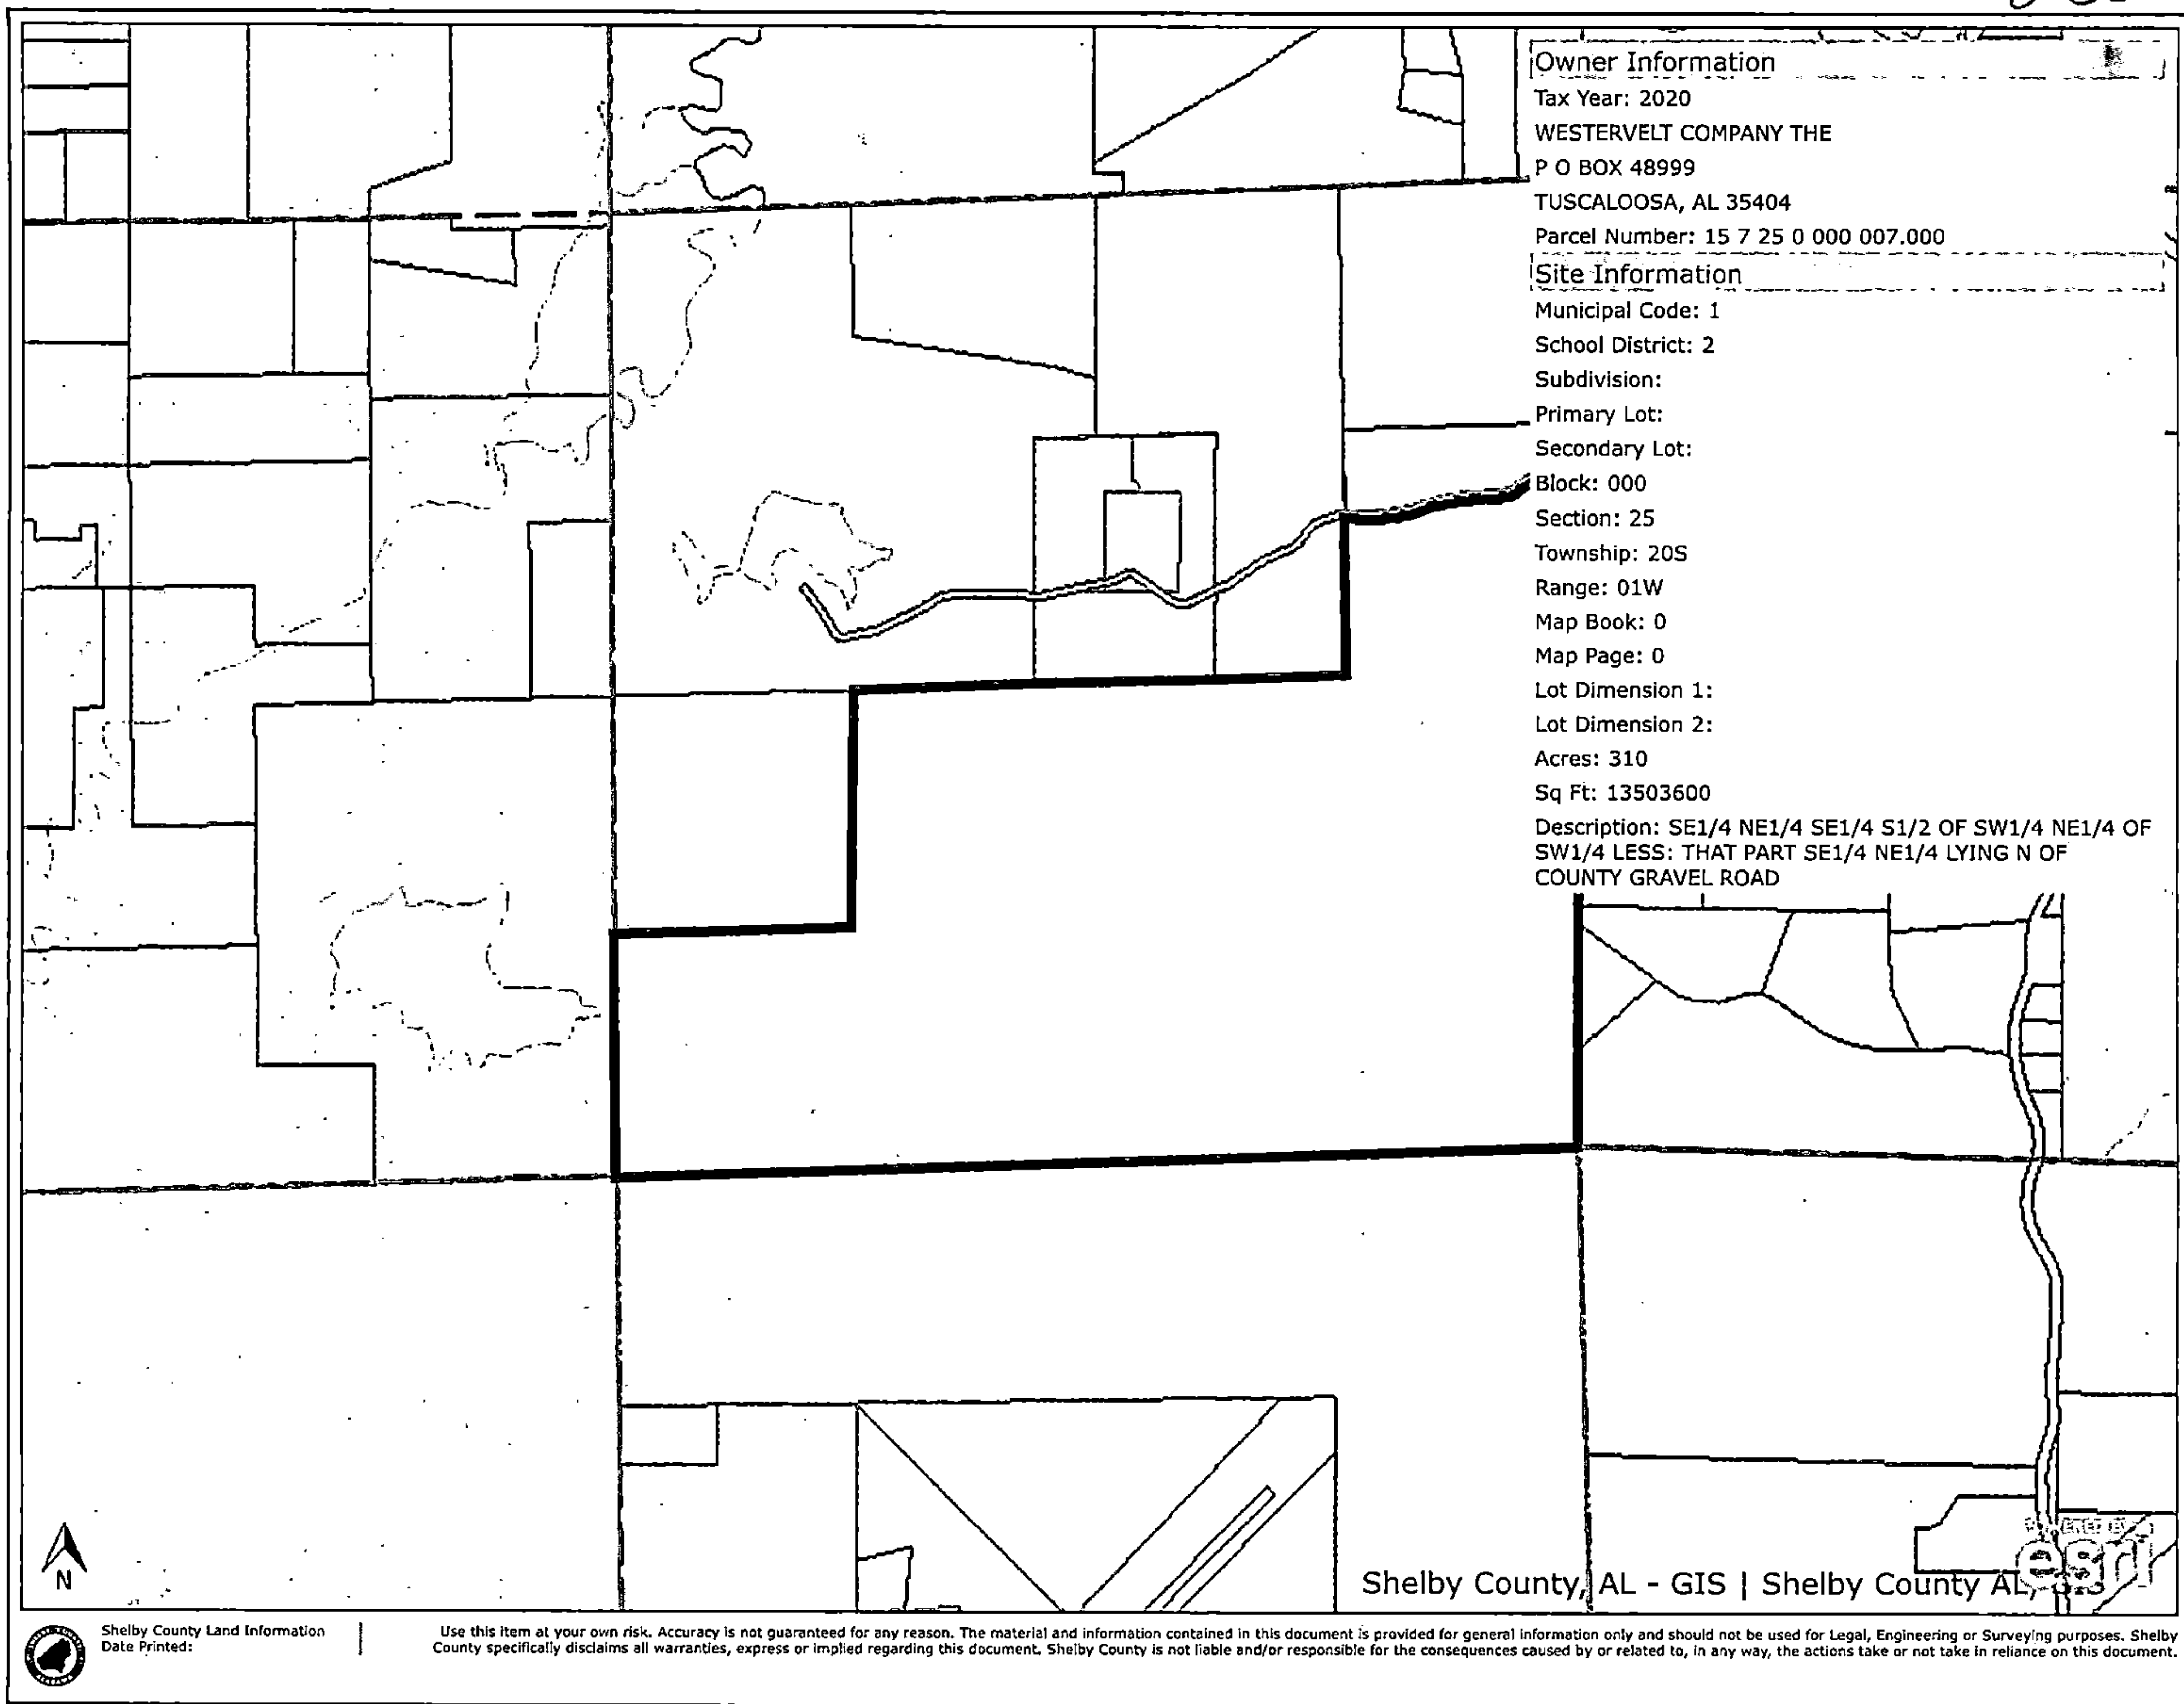 Owner Information
Tax Year: 2020
WESTERVELT COMPANY THE
P O BOX 48999
TUSCALOOSA, AL 35404
Parcel Number: 15 7 25 0 000 007.000
Site Information
Municipal Code: 1
School District: 2
Subdivision:
Primary Lot:
Secondary Lot:
Block: 000
Section: 25
Township: 20S
Range: 01W
Map Book: 0
Map Page: 0
Lot Dimension 1:
Lot Dimension 2:
Acres: 310
Sq Ft: 13503600
Description: SE1/4 NE1/4 SE1/4 S1/2 OF SW1/4 NE1/4 OF
SW1/4 LESS: THAT PART SE1/4 NE1/4 LYING N OF
COUNTY GRAVEL ROAD
N
POWERED BY
esri
Shelby County, AL - GIS | Shelby County AL, GIS
Shelby County Land Information
Date Printed:
Use this item at your own risk. Accuracy is not guaranteed for any reason. The material and information contained in this document is provided for general information only and should not be used for Legal, Engineering or Surveying purposes. Shelby
County specifically disclaims all warranties, express or implied regarding this document. Shelby County is not liable and/or responsible for the consequences caused by or related to, in any way, the actions take or not take in reliance on this document.